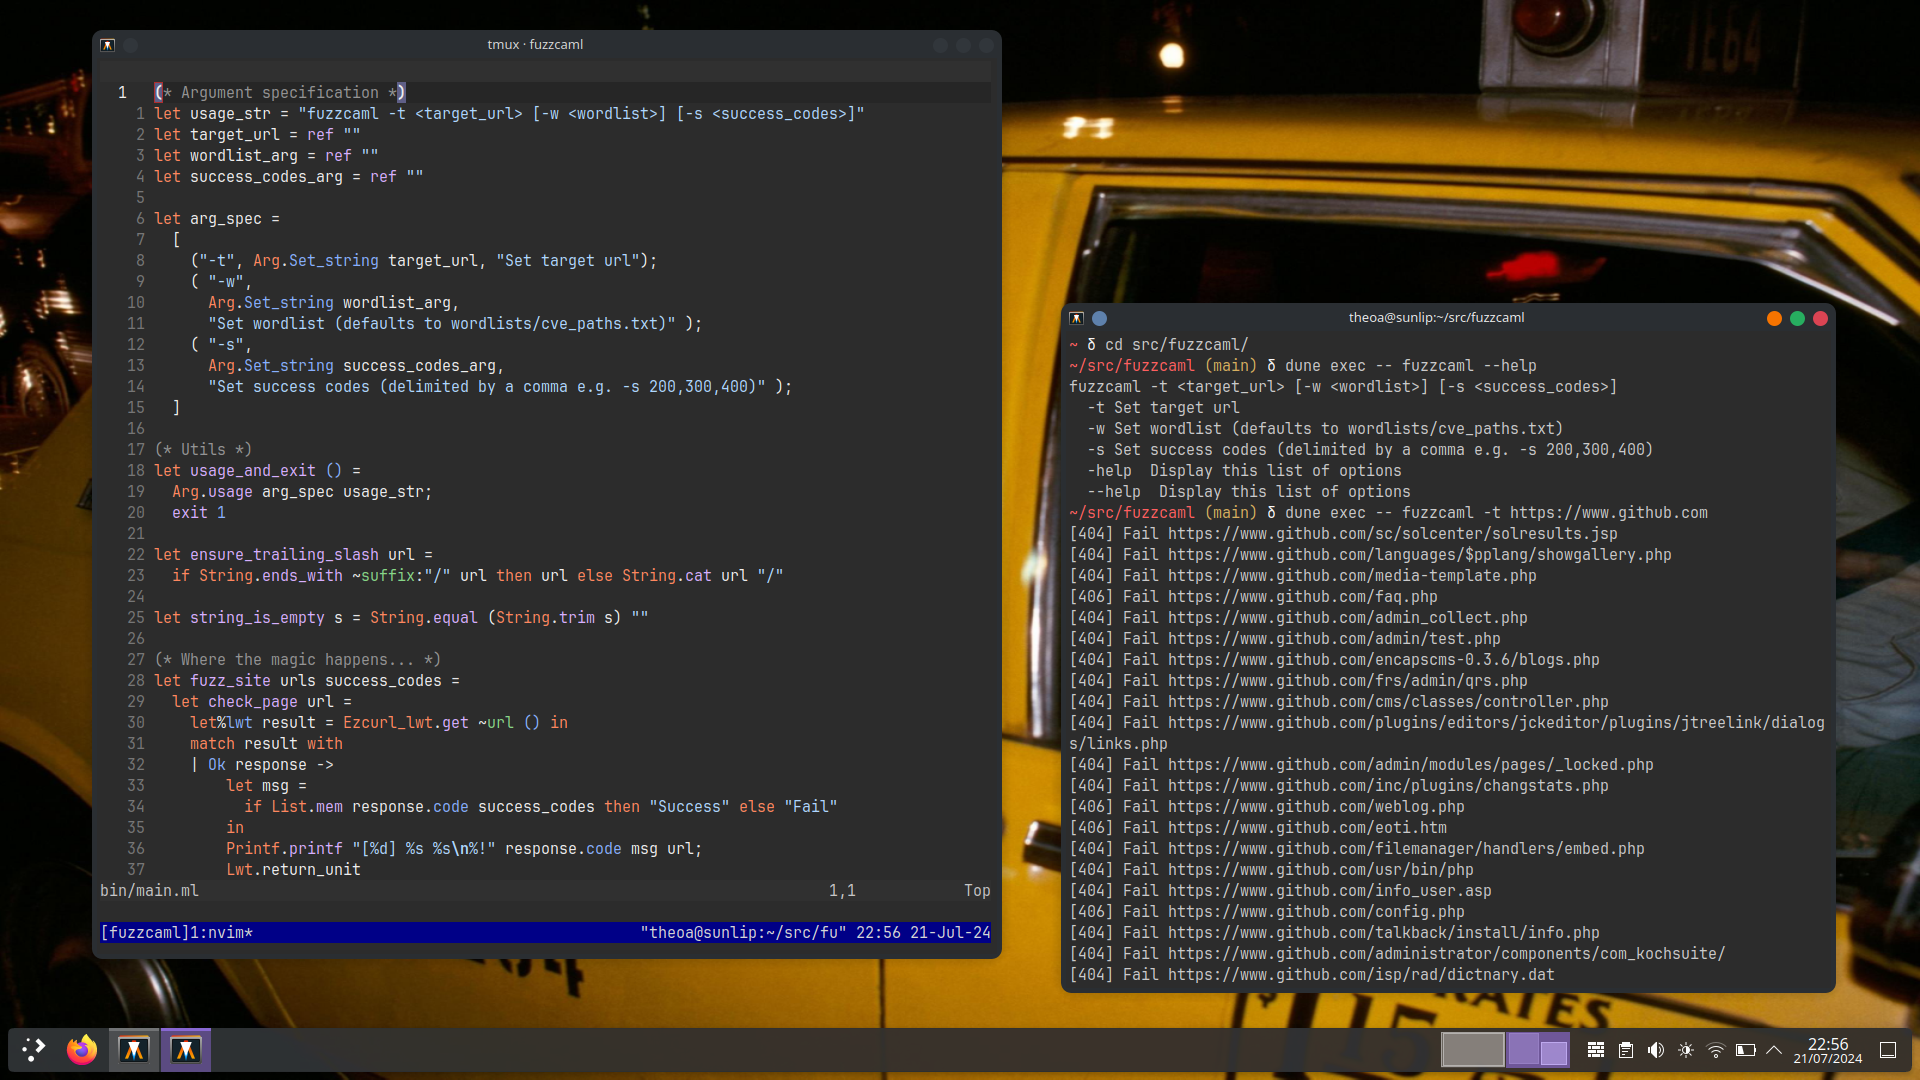 tmux · fuzzcaml
1 (* Argument specification *)
1 let usage_str = "fuzzcaml -t <target_url> [-w <wordlist>] [-s <success_codes>]"
2 let target_url = ref ""
3 let wordlist_arg = ref ""
4 let success_codes_arg = ref ""
5
6 let arg_spec =
7 [
8 ("-t", Arg.Set_string target_url, "Set target url");
9 ( "-w",
10 Arg.Set_string wordlist_arg,
11 "Set wordlist (defaults to wordlists/cve_paths.txt)" );
12 ( "-s",
13 Arg.Set_string success_codes_arg,
14 "Set success codes (delimited by a comma e.g. -s 200,300,400)" );
15 ]
16
17 (* Utils *)
18 let usage_and_exit () =
19 Arg.usage arg_spec usage_str;
20 exit 1
21
22 let ensure_trailing_slash url =
23 if String.ends_with ~suffix:"/" url then url else String.cat url "/"
24
25 let string_is_empty s = String.equal (String.trim s) ""
26
27 (* Where the magic happens... *)
28 let fuzz_site urls success_codes =
29 let check_page url =
30 let%lwt result = Ezcurl_lwt.get ~url () in
31 match result with
32 | Ok response ->
33 let msg =
34 if List.mem response.code success_codes then "Success" else "Fail"
35 in
36 Printf.printf "[%d] %s %s\n%!" response.code msg url;
37 Lwt.return_unit
bin/main.ml 1,1 Top
[fuzzcaml]1:nvim* "theoa@sunlip:~/src/fu" 22:56 21-Jul-24
theoa@sunlip:~/src/fuzzcaml
~ δ cd src/fuzzcaml/
~/src/fuzzcaml (main) δ dune exec -- fuzzcaml --help
fuzzcaml -t <target_url> [-w <wordlist>] [-s <success_codes>]
-t Set target url
-w Set wordlist (defaults to wordlists/cve_paths.txt)
-s Set success codes (delimited by a comma e.g. -s 200,300,400)
-help Display this list of options
--help Display this list of options
~/src/fuzzcaml (main) δ dune exec -- fuzzcaml -t https://www.github.com
[404] Fail https://www.github.com/sc/solcenter/solresults.jsp
[404] Fail https://www.github.com/languages/$pplang/showgallery.php
[404] Fail https://www.github.com/media-template.php
[406] Fail https://www.github.com/faq.php
[404] Fail https://www.github.com/admin_collect.php
[404] Fail https://www.github.com/admin/test.php
[404] Fail https://www.github.com/encapscms-0.3.6/blogs.php
[404] Fail https://www.github.com/frs/admin/qrs.php
[404] Fail https://www.github.com/cms/classes/controller.php
[404] Fail https://www.github.com/plugins/editors/jckeditor/plugins/jtreelink/dialog
s/links.php
[404] Fail https://www.github.com/admin/modules/pages/_locked.php
[404] Fail https://www.github.com/inc/plugins/changstats.php
[406] Fail https://www.github.com/weblog.php
[406] Fail https://www.github.com/eoti.htm
[404] Fail https://www.github.com/filemanager/handlers/embed.php
[404] Fail https://www.github.com/usr/bin/php
[404] Fail https://www.github.com/info_user.asp
[406] Fail https://www.github.com/config.php
[404] Fail https://www.github.com/talkback/install/info.php
[404] Fail https://www.github.com/administrator/components/com_kochsuite/
[404] Fail https://www.github.com/isp/rad/dictnary.dat
22:56
21/07/2024